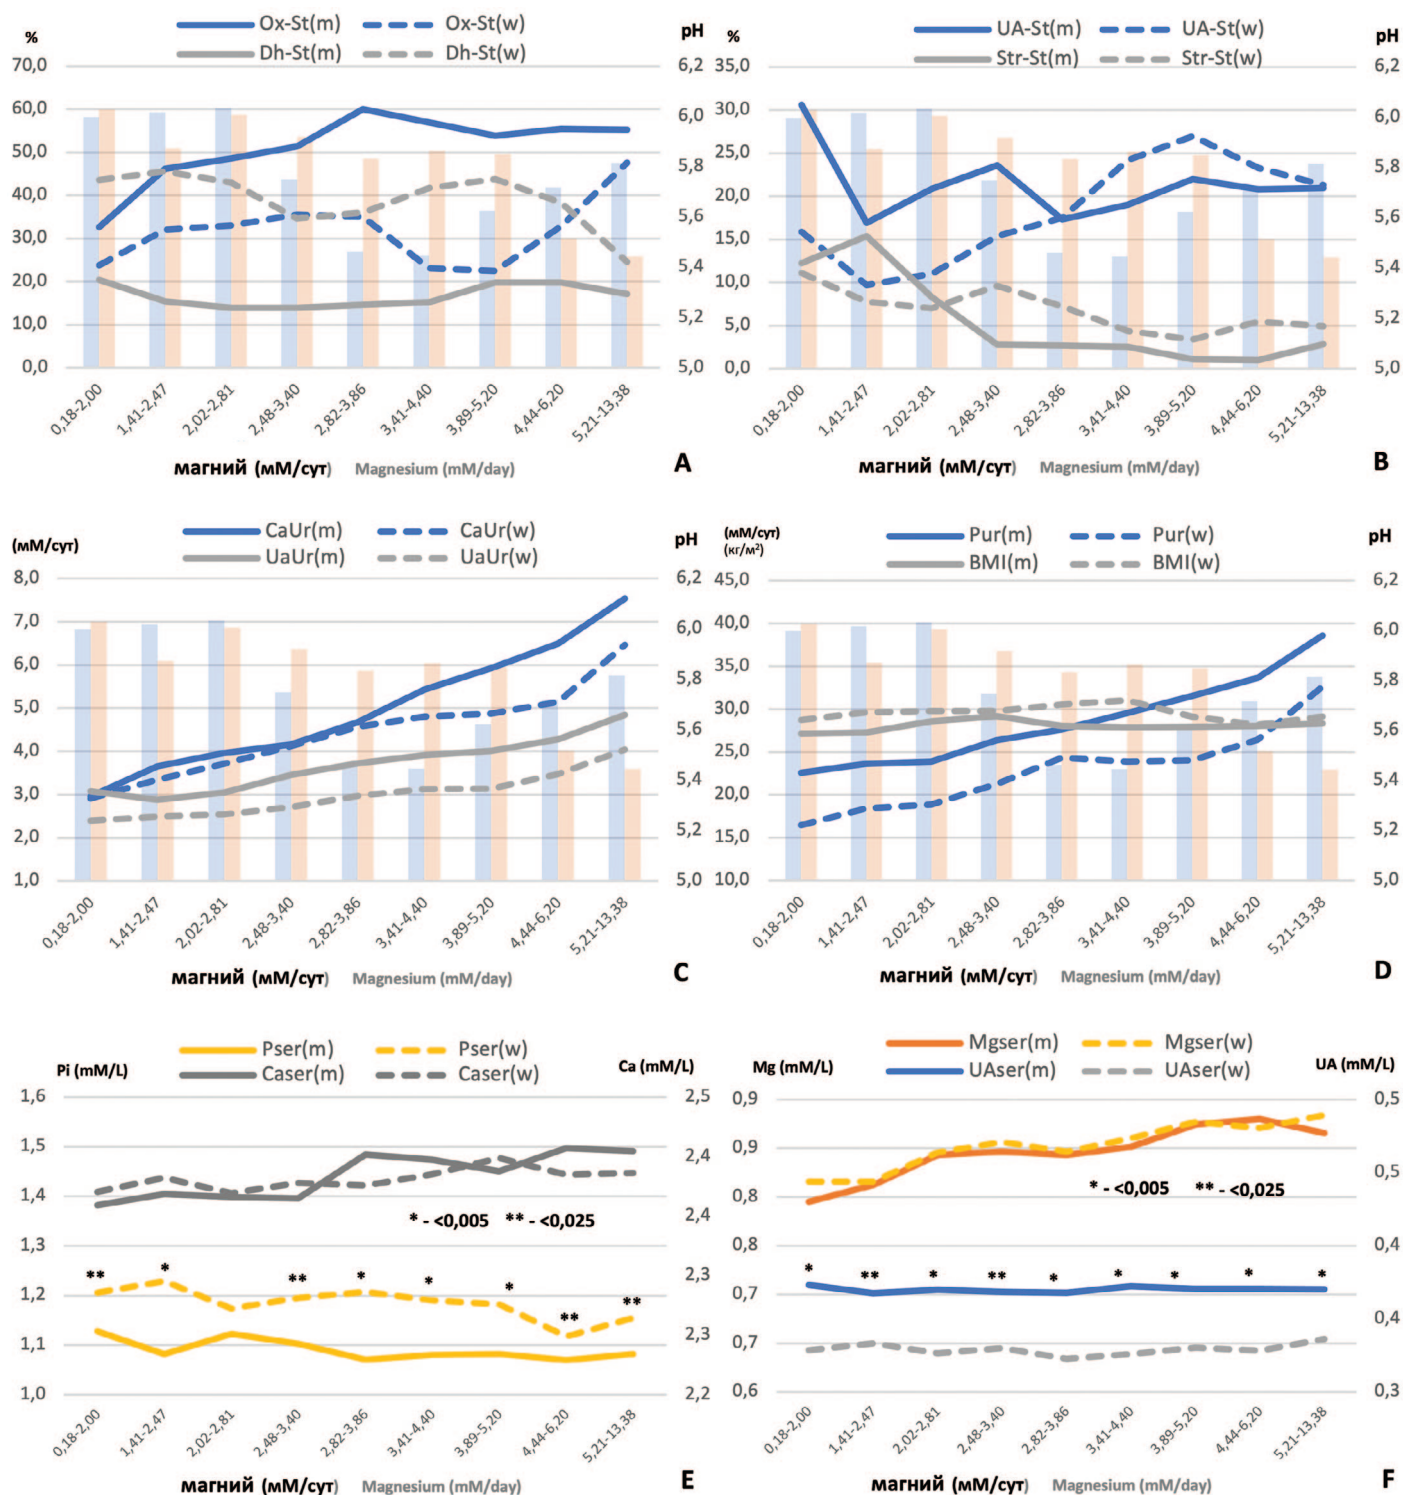 Ox-St(m) Ox-St(w)
Dh-St(m) Dh-St(w)
% pH
70,0 6,2
60,0 6,0
50,0 5,8
40,0
30,0 5,6
20,0 5,4
10,0 5,2
0,0 5,0
0,18-2,00 1,41-2,47 2,02-2,81 2,48-3,40 2,82-3,86 3,41-4,40 3,89-5,20 4,44-6,20 5,21-13,38
магний (мМ/сут) Magnesium (mM/day) A
UA-St(m) UA-St(w)
Str-St(m) Str-St(w)
% pH
35,0 6,2
30,0 6,0
25,0 5,8
20,0 5,6
15,0
10,0 5,4
5,0 5,2
0,0 5,0
0,18-2,00 1,41-2,47 2,02-2,81 2,48-3,40 2,82-3,86 3,41-4,40 3,89-5,20 4,44-6,20 5,21-13,38
магний (мМ/сут) Magnesium (mM/day) B
CaUr(m) CaUr(w)
UaUr(m) UaUr(w)
(мМ/сут) pH
8,0 6,2
7,0 6,0
6,0 5,8
5,0 5,6
4,0
3,0 5,4
2,0 5,2
1,0 5,0
0,18-2,00 1,41-2,47 2,02-2,81 2,48-3,40 2,82-3,86 3,41-4,40 3,89-5,20 4,44-6,20 5,21-13,38
магний (мМ/сут) Magnesium (mM/day) C
Pur(m) Pur(w)
BMI(m) BMI(w)
(мМ/сут) pH
(кг/м²)
45,0 6,2
40,0 6,0
35,0 5,8
30,0 5,6
25,0
20,0 5,4
15,0 5,2
10,0 5,0
0,18-2,00 1,41-2,47 2,02-2,81 2,48-3,40 2,82-3,86 3,41-4,40 3,89-5,20 4,44-6,20 5,21-13,38
магний (мМ/сут) Magnesium (mM/day) D
Pser(m) Pser(w)
Caser(m) Caser(w)
Pi (mM/L) Ca (mM/L)
1,6 2,5
1,5 2,4
1,4 2,4
* - <0,005 ** - <0,025
1,3 2,3
** * ** * * * ** **
1,2
1,1 2,3
1,0 2,2
0,18-2,00 1,41-2,47 2,02-2,81 2,48-3,40 2,82-3,86 3,41-4,40 3,89-5,20 4,44-6,20 5,21-13,38
магний (мМ/сут) Magnesium (mM/day) E
Mgser(m) Mgser(w)
UAser(m) UAser(w)
Mg (mM/L) UA (mM/L)
0,9 0,5
0,9 0,5
0,8
* - <0,005 ** - <0,025
0,8 0,4
* ** * ** * * * * *
0,7
0,7 0,4
0,6 0,3
0,18-2,00 1,41-2,47 2,02-2,81 2,48-3,40 2,82-3,86 3,41-4,40 3,89-5,20 4,44-6,20 5,21-13,38
магний (мМ/сут) Magnesium (mM/day) F